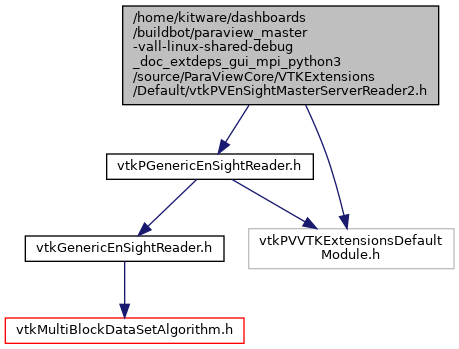 /home/kitware/dashboards
/buildbot/paraview_master
-vall-linux-shared-debug
_doc_extdeps_gui_mpi_python3
/source/ParaViewCore/VTKExtensions
/Default/vtkPVEnSightMasterServerReader2.h
vtkPGenericEnSightReader.h
vtkGenericEnSightReader.h
vtkPVVTKExtensionsDefault
Module.h
vtkMultiBlockDataSetAlgorithm.h